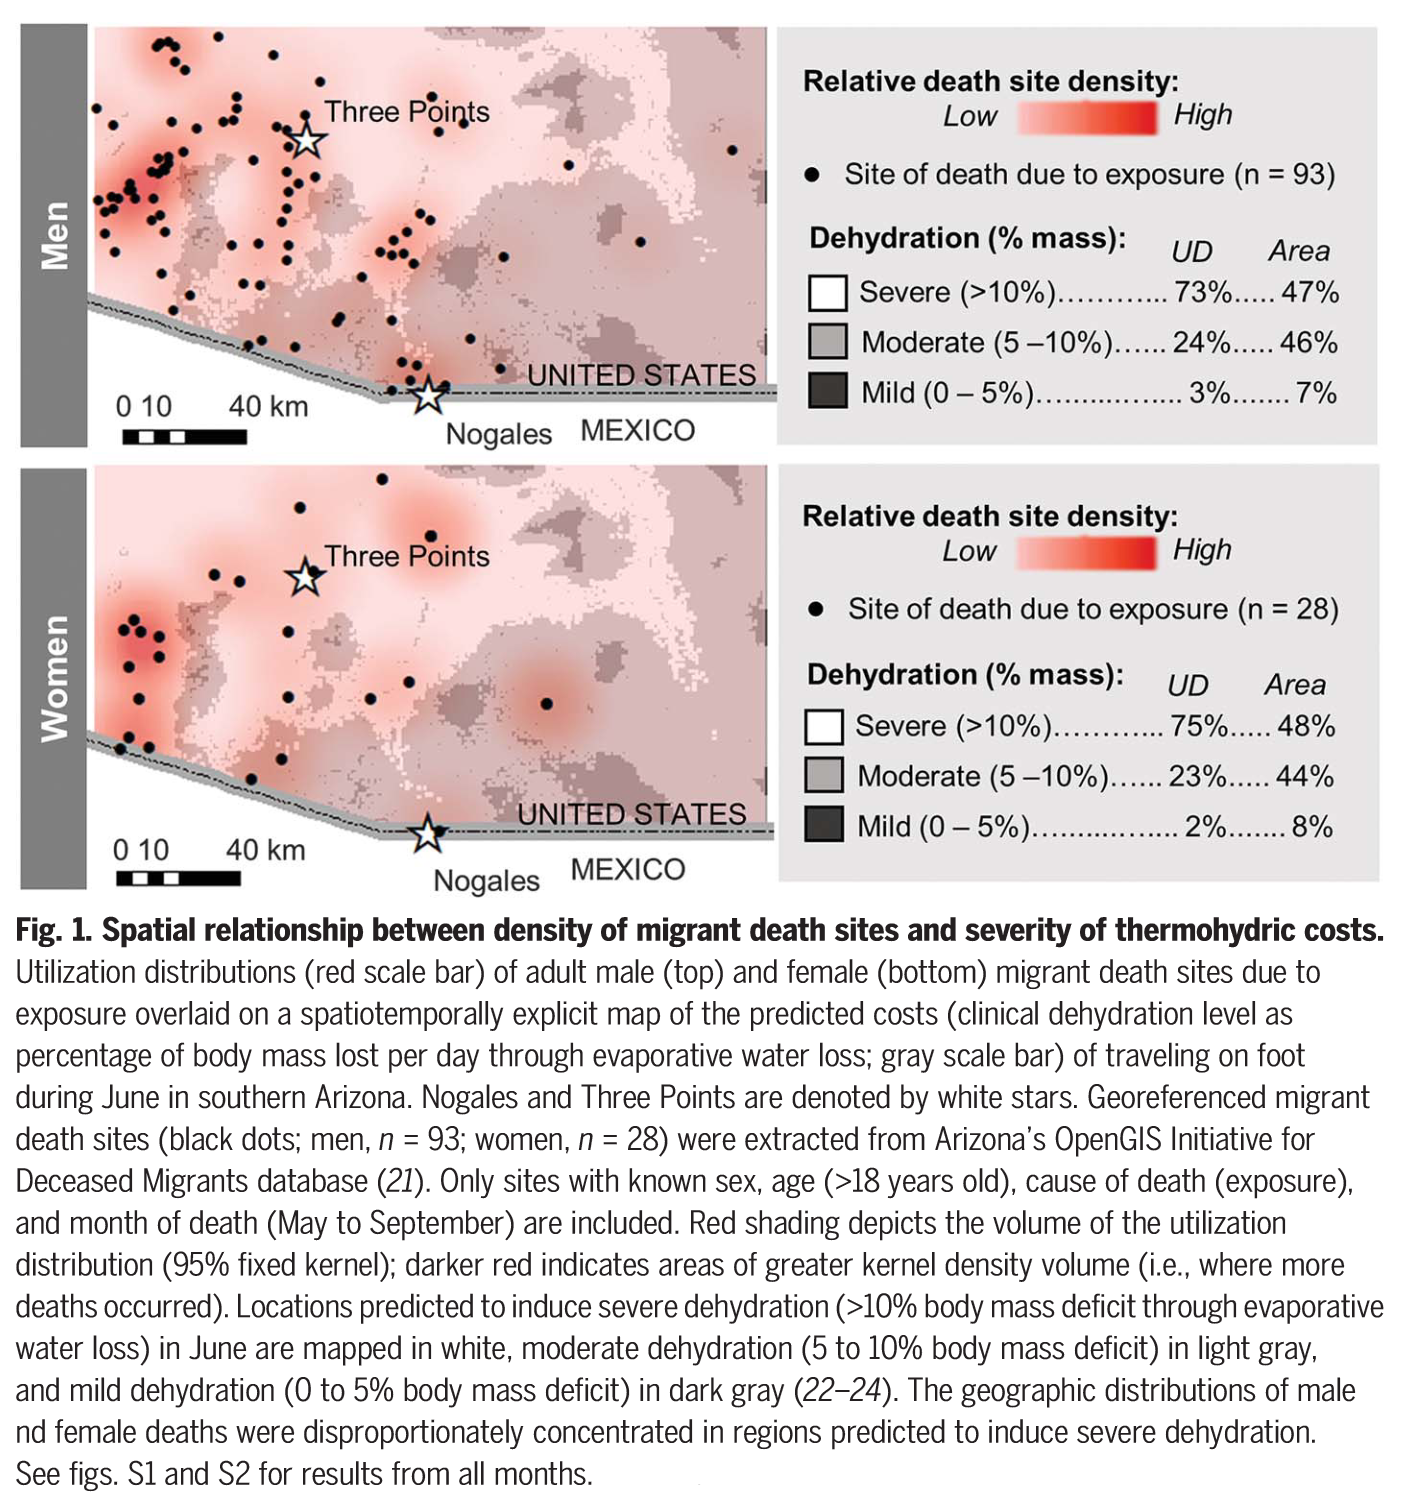 Men
Three Points
UNITED STATES
0 10 40 km
Nogales MEXICO
Relative death site density:
Low High
Site of death due to exposure (n = 93)
Dehydration (% mass): UD Area
Severe (>10%)........... 73%..... 47%
Moderate (5 –10%)...... 24%..... 46%
Mild (0 – 5%)................. 3%....... 7%
Women
Three Points
UNITED STATES
0 10 40 km
Nogales MEXICO
Relative death site density:
Low High
Site of death due to exposure (n = 28)
Dehydration (% mass): UD Area
Severe (>10%)........... 75%..... 48%
Moderate (5 –10%)...... 23%..... 44%
Mild (0 – 5%)................. 2%....... 8%
Fig. 1. Spatial relationship between density of migrant death sites and severity of thermohydric costs.
Utilization distributions (red scale bar) of adult male (top) and female (bottom) migrant death sites due to
exposure overlaid on a spatiotemporally explicit map of the predicted costs (clinical dehydration level as
percentage of body mass lost per day through evaporative water loss; gray scale bar) of traveling on foot
during June in southern Arizona. Nogales and Three Points are denoted by white stars. Georeferenced migrant
death sites (black dots; men, n = 93; women, n = 28) were extracted from Arizona's OpenGIS Initiative for
Deceased Migrants database (21). Only sites with known sex, age (>18 years old), cause of death (exposure),
and month of death (May to September) are included. Red shading depicts the volume of the utilization
distribution (95% fixed kernel); darker red indicates areas of greater kernel density volume (i.e., where more
deaths occurred). Locations predicted to induce severe dehydration (>10% body mass deficit through evaporative
water loss) in June are mapped in white, moderate dehydration (5 to 10% body mass deficit) in light gray,
and mild dehydration (0 to 5% body mass deficit) in dark gray (22–24). The geographic distributions of male
nd female deaths were disproportionately concentrated in regions predicted to induce severe dehydration.
See figs. S1 and S2 for results from all months.